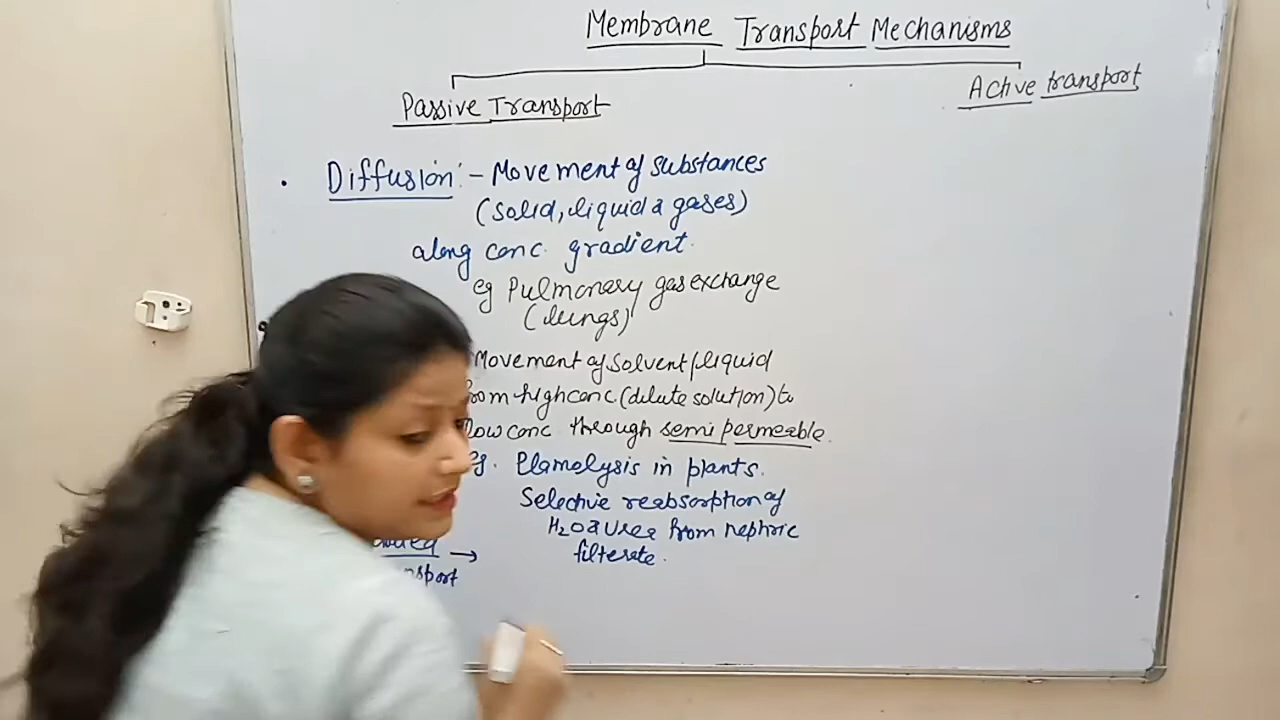 Membrane Transport Mechanisms
Passive Transport
Active transport
Diffusion :- Movement of substances
(solid, liquid & gases)
along conc. gradient.
eg Pulmonary gas exchange
(lungs)
Movement of solvent/liquid
from high conc (dilute solution) to
low conc through semi permeable.
eg. Plamolysis in plants.
Selective reabsorption of
H₂O & Urea from nephric
filterate.
→